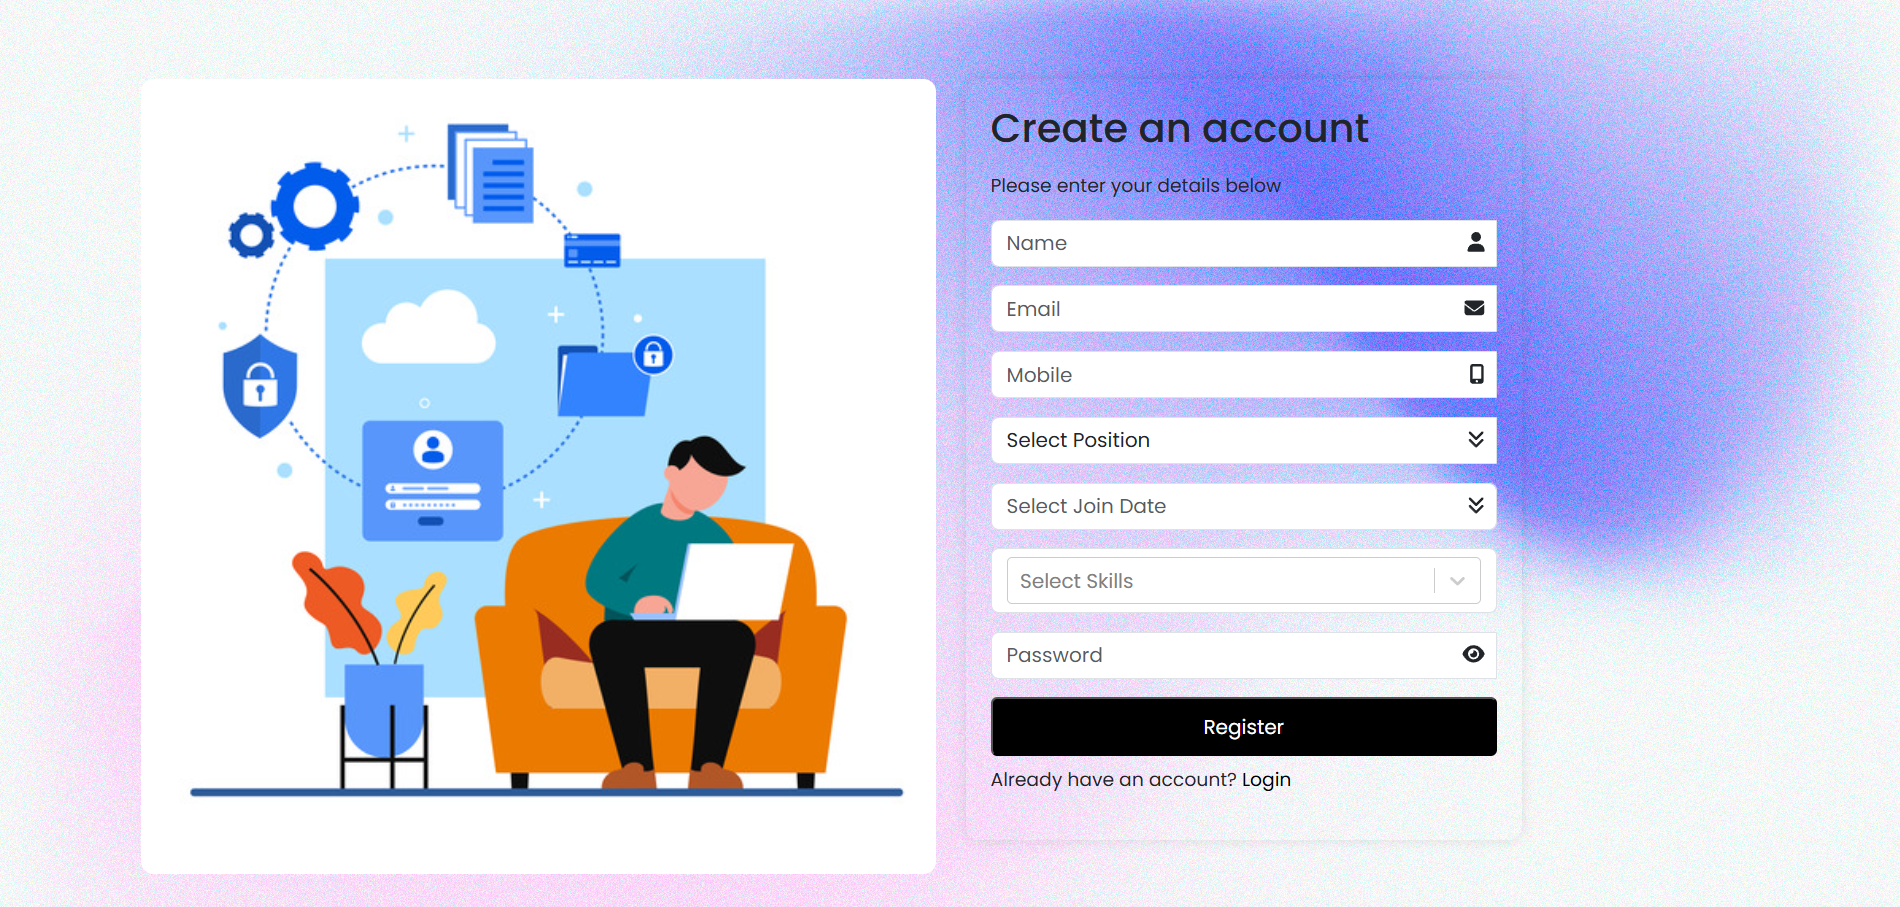 Create an account
Please enter your details below
Name
Email
Mobile
Select Position
Select Join Date
Select Skills
Password
Register
Already have an account? Login